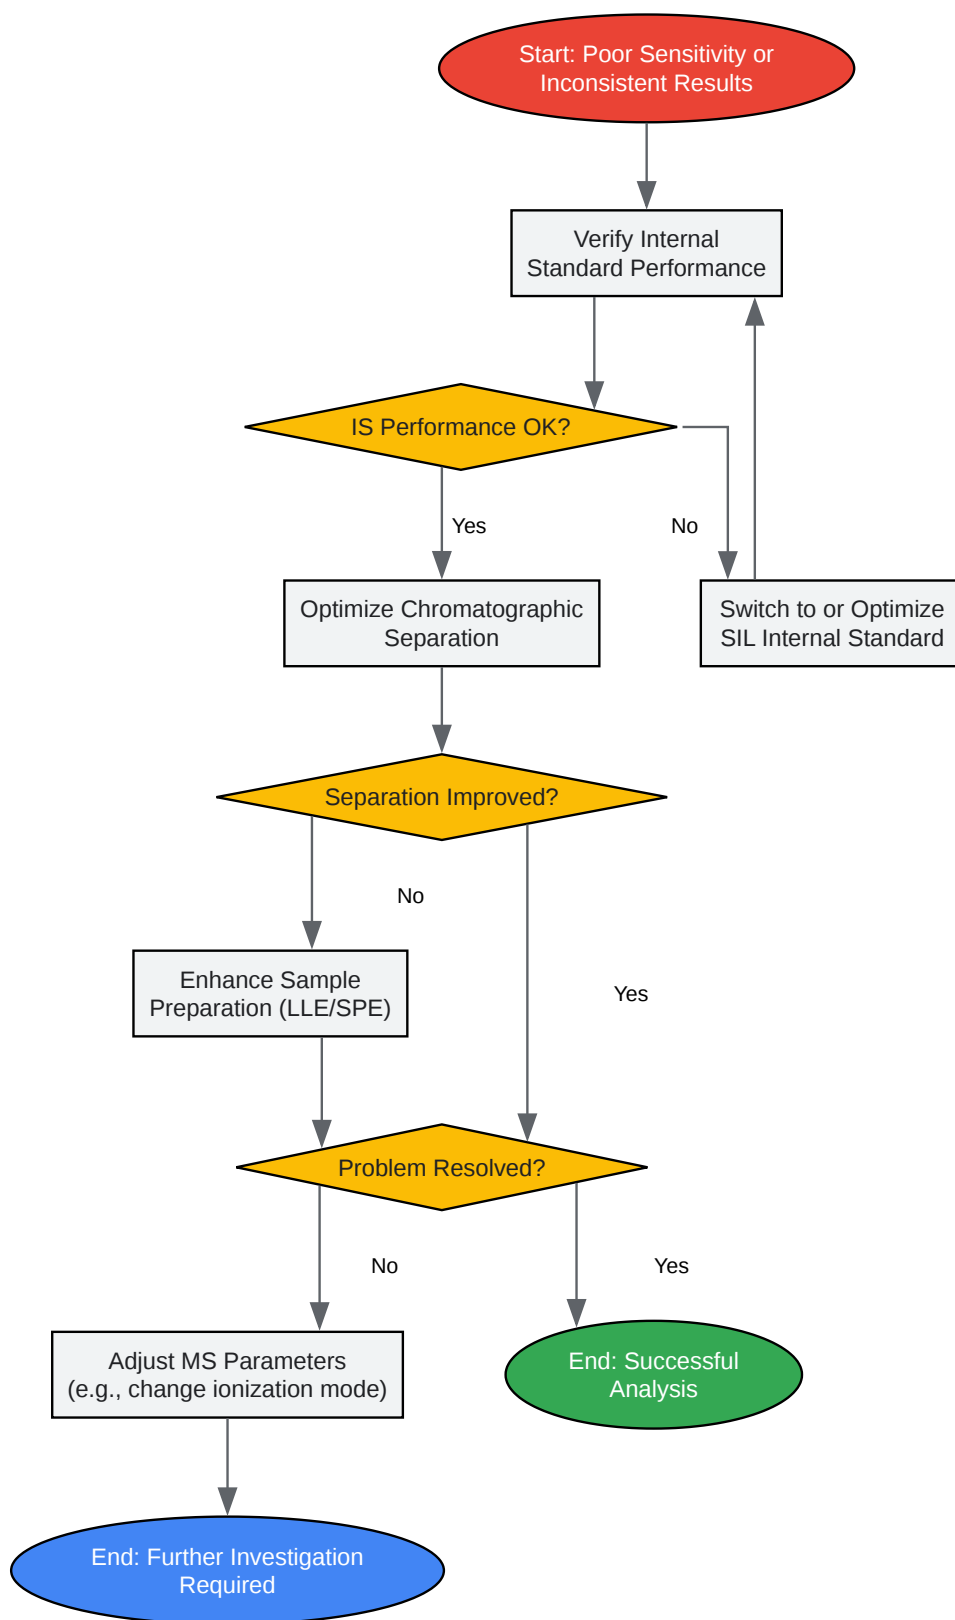 Start: Poor Sensitivity or
Inconsistent Results
Verify Internal
Standard Performance
IS Performance OK?
Yes
No
Optimize Chromatographic
Separation
Switch to or Optimize
SIL Internal Standard
Separation Improved?
No
Enhance Sample
Preparation (LLE/SPE)
Yes
Problem Resolved?
No
Yes
Adjust MS Parameters
(e.g., change ionization mode)
End: Successful
Analysis
End: Further Investigation
Required